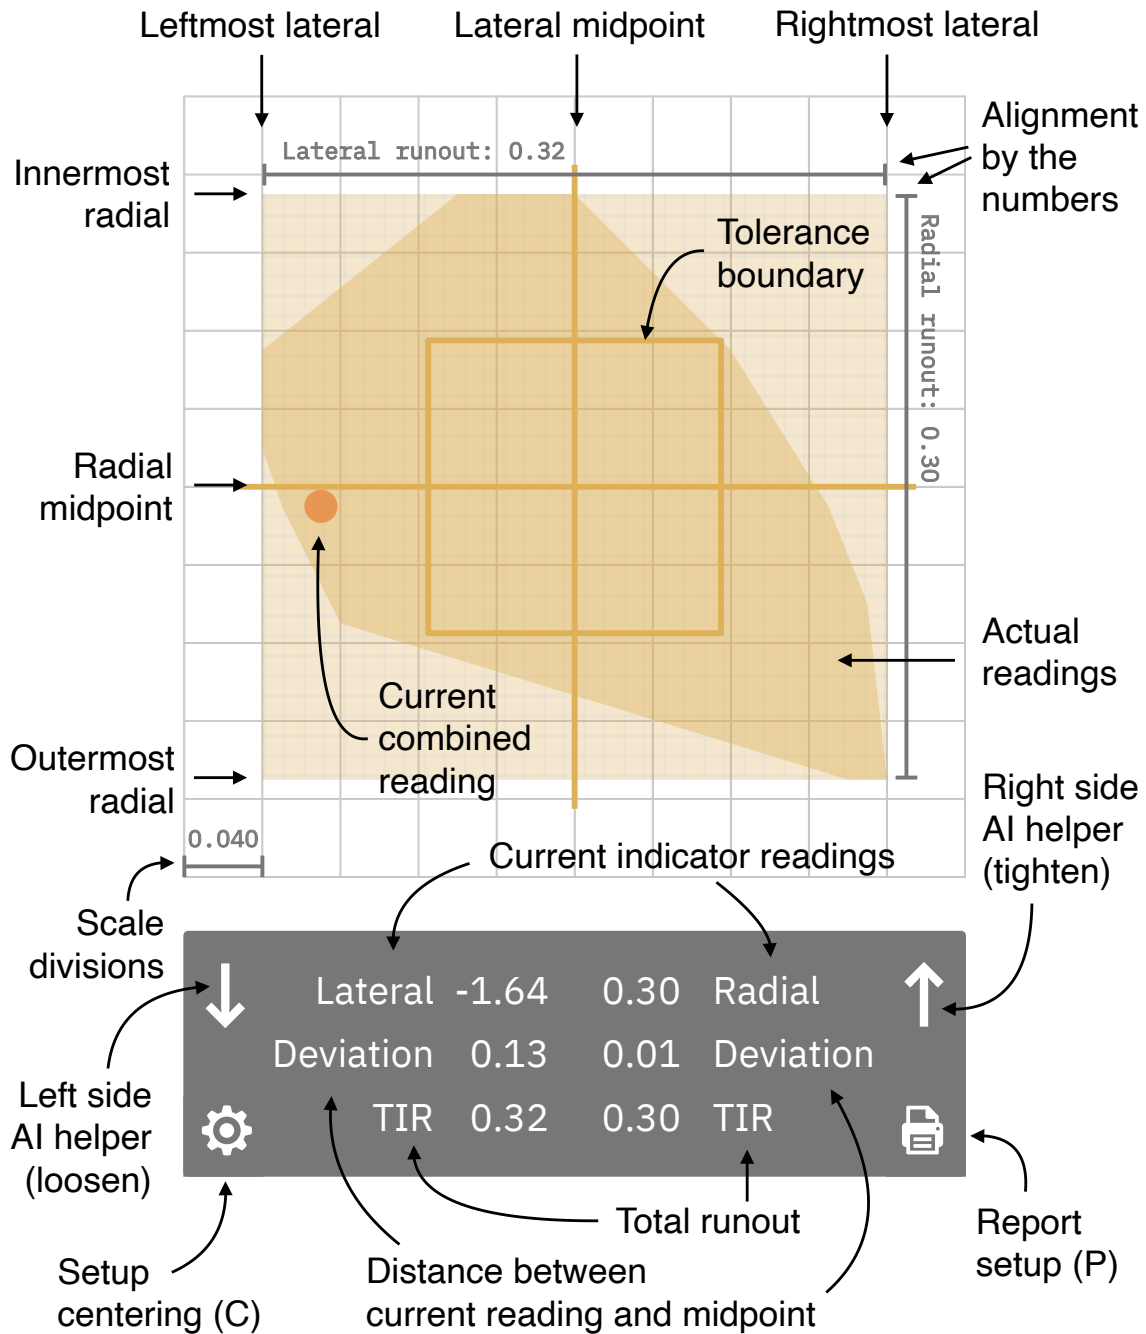 Leftmost lateral
Lateral midpoint
Rightmost lateral
Alignment
by the
numbers
Lateral runout: 0.32
Innermost
radial
Tolerance
boundary
Radial runout: 0.30
Radial
midpoint
Actual
readings
Current
combined
reading
Outermost
radial
Right side
AI helper
(tighten)
0.040
Current indicator readings
Scale
divisions
Lateral -1.64 0.30 Radial
Deviation 0.13 0.01 Deviation
TIR 0.32 0.30 TIR
Left side
AI helper
(loosen)
Total runout
Report
setup (P)
Setup
centering (C)
Distance between
current reading and midpoint